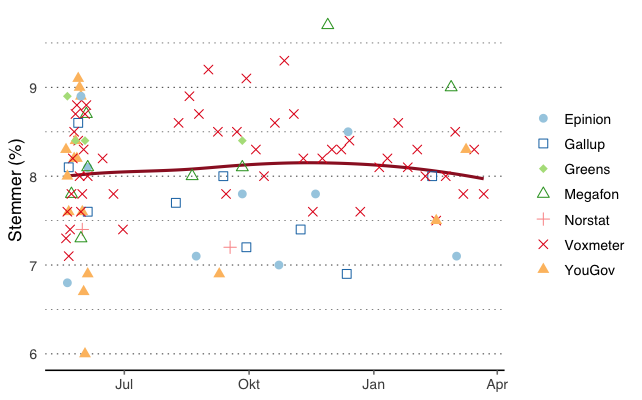 Stemmer (%)
9
8
7
6
Jul
Okt
Jan
Apr
Epinion
Gallup
Greens
Megafon
Norstat
Voxmeter
YouGov